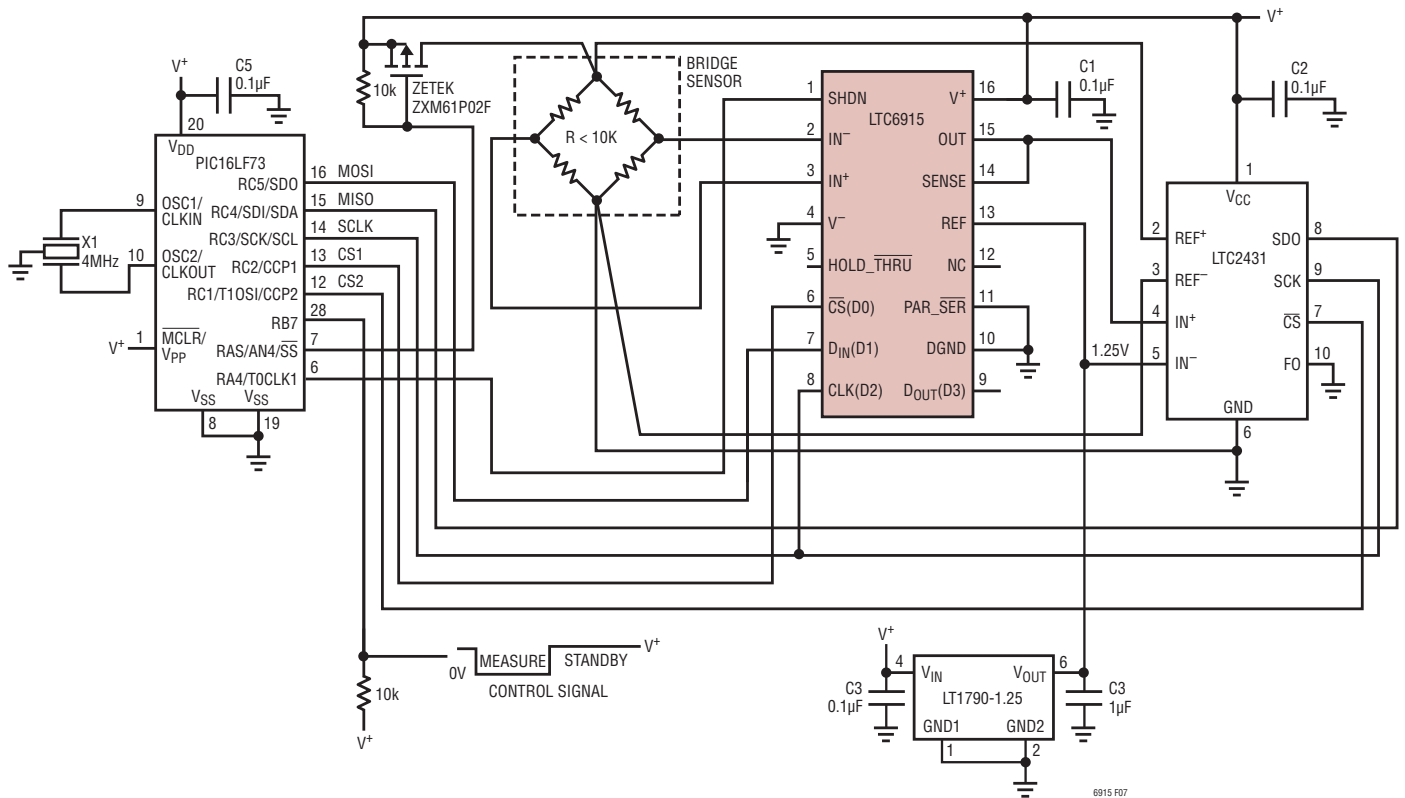 V+
V+
C5
0.1µF
10k
ZETEK
ZXM61P02F
BRIDGE
SENSOR
R < 10K
C1
0.1µF
C2
0.1µF
20
VDD
PIC16LF73
9
OSC1/
CLKIN
10
OSC2/
CLKOUT
X1
4MHz
V+
1
MCLR/
VPP
RC5/SDO
16
MOSI
RC4/SDI/SDA
15
MISO
RC3/SCK/SCL
14
SCLK
RC2/CCP1
13
CS1
RC1/T1OSI/CCP2
12
CS2
RB7
28
RAS/AN4/SS
7
RA4/T0CLK1
6
VSS
VSS
8
19
LTC6915
1
SHDN
2
IN−
3
IN+
4
V−
5
HOLD_THRU
6
CS(D0)
7
DIN(D1)
8
CLK(D2)
V+
16
OUT
15
SENSE
14
REF
13
NC
12
PAR_SER
11
DGND
10
DOUT(D3)
9
1
VCC
LTC2431
2
REF+
3
REF−
4
IN+
5
IN−
1.25V
SDO
8
SCK
9
CS
7
FO
10
GND
6
0V
MEASURE
STANDBY
V+
CONTROL SIGNAL
10k
V+
V+
4
VIN
VOUT
6
LT1790-1.25
GND1
GND2
1
2
C3
0.1µF
C3
1µF
6915 F07